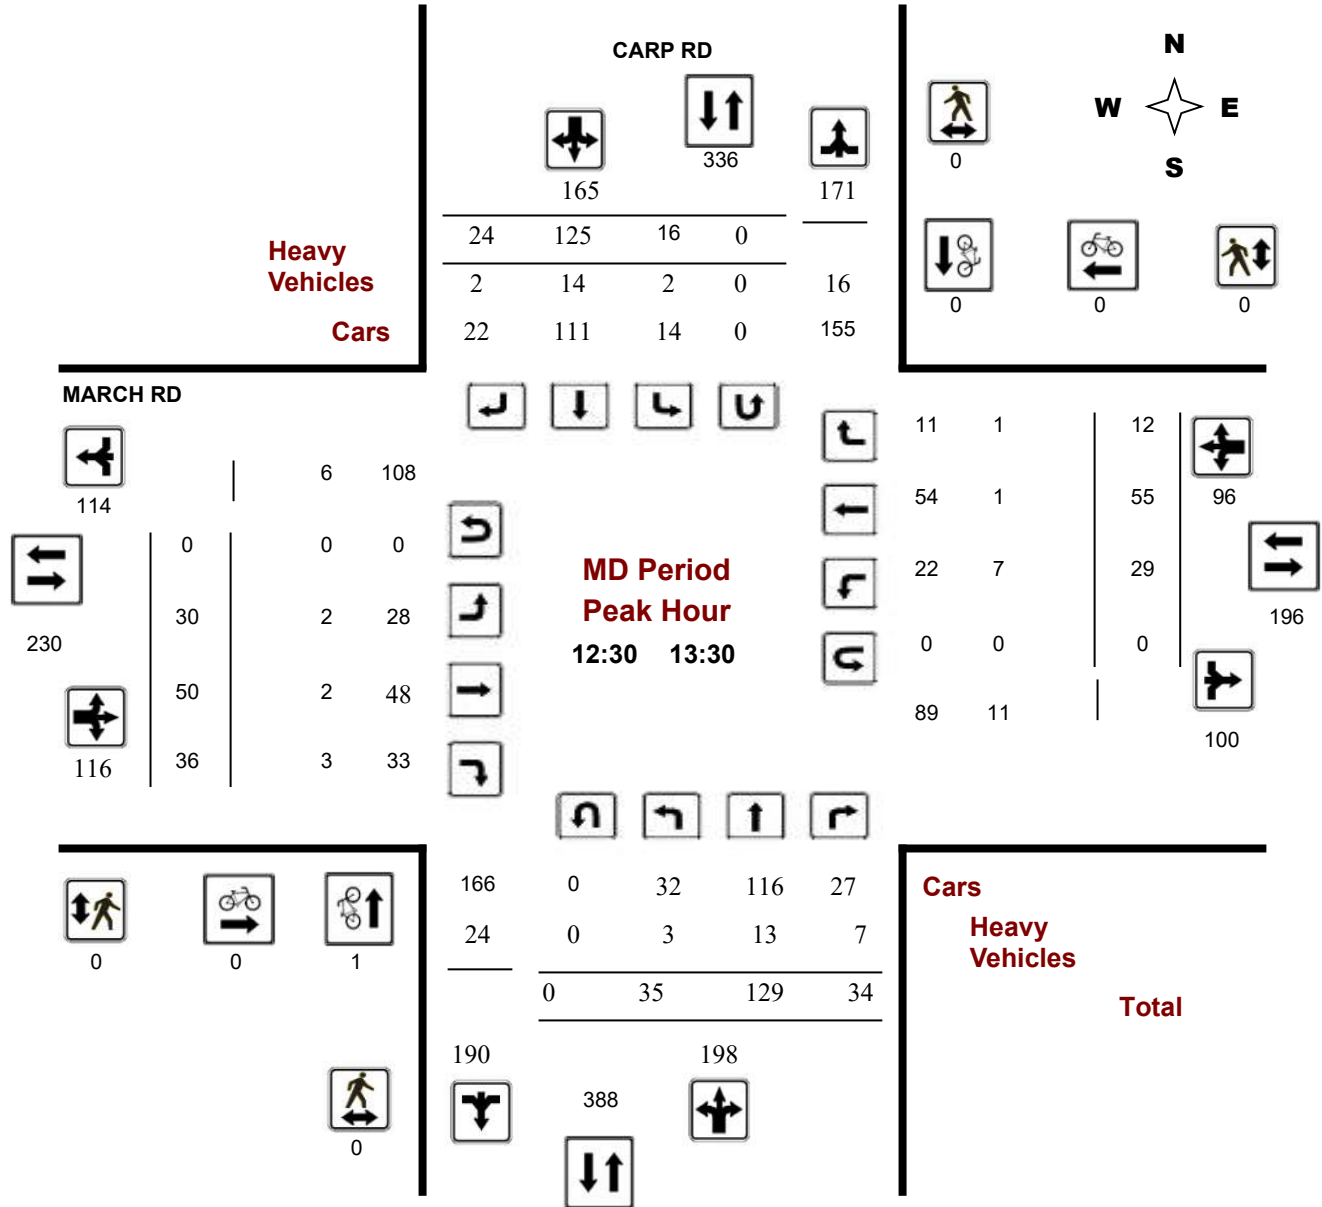 CARP RD
N
W E
S
336
0
165
171
24 125 16 0
Heavy
Vehicles
2 14 2 0 16
0 0 0
Cars
22 111 14 0 155
MARCH RD
11 1 12
6 108
114
54 1 55 96
0 0 0
MD Period
22 7 29
Peak Hour
30 2 28
196
230
12:30 13:30
0 0 0
50 2 48
89 11
100
116
36 3 33
166 0 32 116 27
Cars
24 0 3 13 7
Heavy
Vehicles
0 0 1
0 35 129 34
Total
190 198
388
0